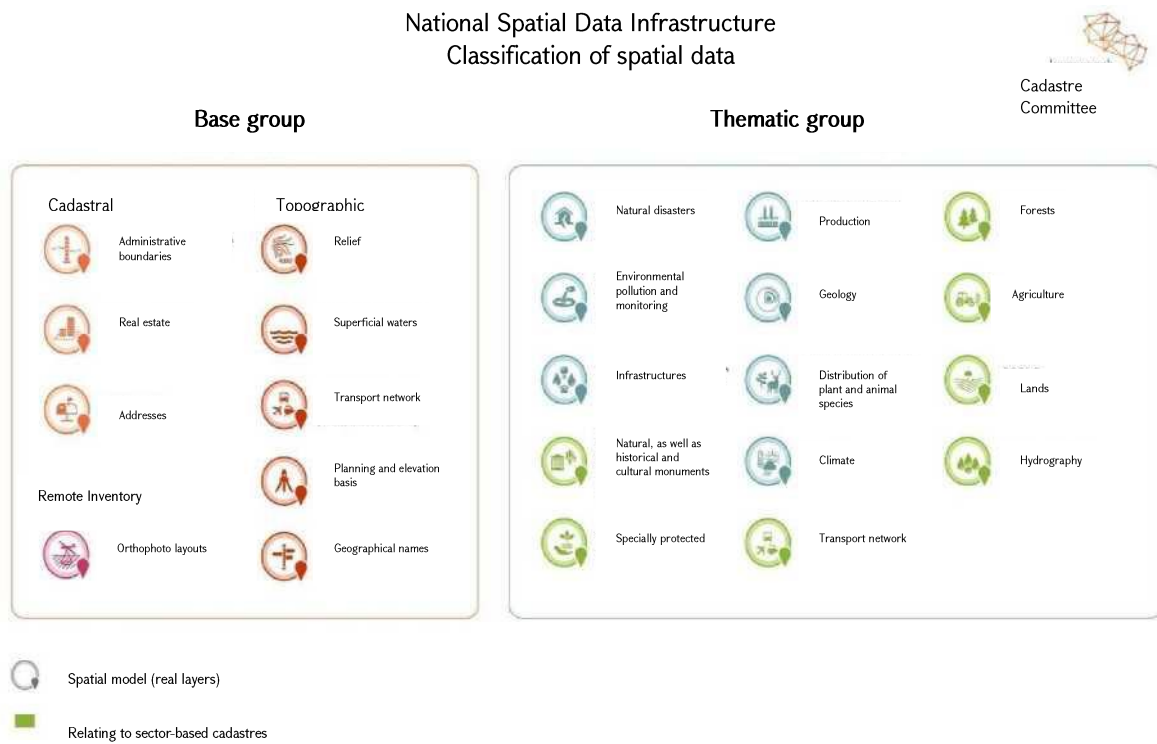 National Spatial Data Infrastructure
Classification of spatial data
Cadastre
Committee
Base group
Thematic group
Cadastral
Topographic
Administrative
boundaries
Relief
Real estate
Superficial waters
Addresses
Transport network
Planning and elevation
basis
Remote Inventory
Orthophoto layouts
Geographical names
Natural disasters
Production
Forests
Environmental
pollution and
monitoring
Geology
Agriculture
Infrastructures
Distribution of
plant and animal
species
Lands
Natural, as well as
historical and
cultural monuments
Climate
Hydrography
Specially protected
Transport network
Spatial model (real layers)
Relating to sector-based cadastres